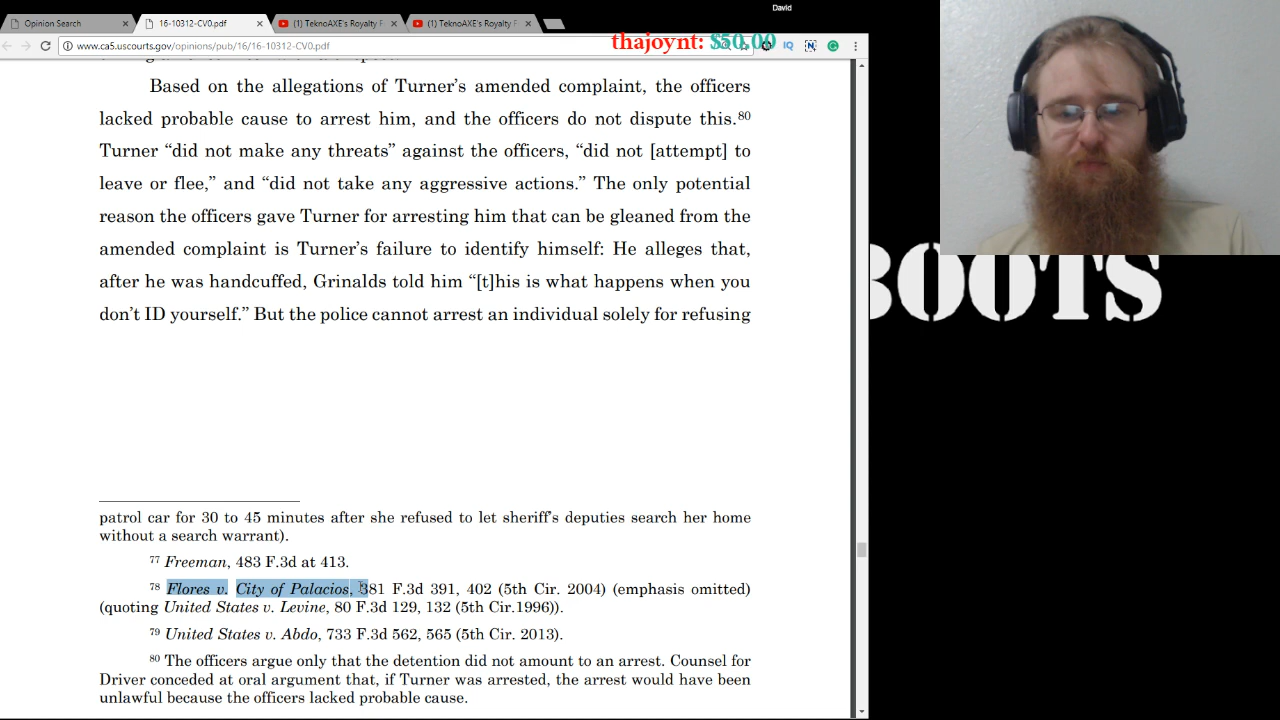 David
Opinion Search
16-10312-CV0.pdf
(1) TeknoAXE's Royalty F
(1) TeknoAXE's Royalty F
www.ca5.uscourts.gov/opinions/pub/16/16-10312-CV0.pdf
thajoynt: $50.00
IQ
N
G
Based on the allegations of Turner’s amended complaint, the officers
lacked probable cause to arrest him, and the officers do not dispute this.80
Turner “did not make any threats” against the officers, “did not [attempt] to
leave or flee,” and “did not take any aggressive actions.” The only potential
reason the officers gave Turner for arresting him that can be gleaned from the
amended complaint is Turner’s failure to identify himself: He alleges that,
after he was handcuffed, Grinalds told him “[t]his is what happens when you
don’t ID yourself.” But the police cannot arrest an individual solely for refusing
BOOTS
patrol car for 30 to 45 minutes after she refused to let sheriff’s deputies search her home
without a search warrant).
77 Freeman, 483 F.3d at 413.
78 Flores v. City of Palacios, 381 F.3d 391, 402 (5th Cir. 2004) (emphasis omitted)
(quoting United States v. Levine, 80 F.3d 129, 132 (5th Cir.1996)).
79 United States v. Abdo, 733 F.3d 562, 565 (5th Cir. 2013).
80 The officers argue only that the detention did not amount to an arrest. Counsel for
Driver conceded at oral argument that, if Turner was arrested, the arrest would have been
unlawful because the officers lacked probable cause.